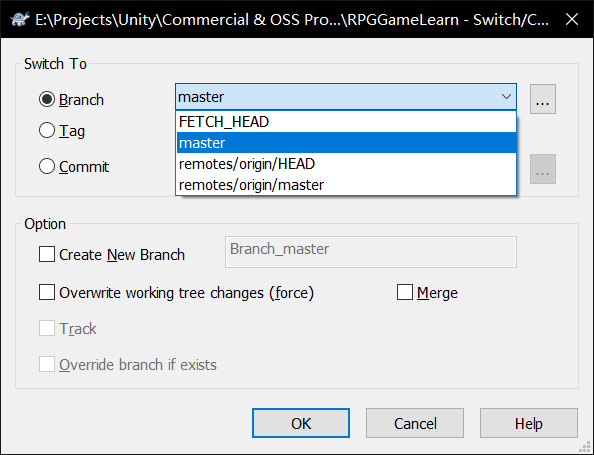 E:\Projects\Unity\Commercial & OSS Pro...\RPGGameLearn - Switch/C...
Switch To
Branch
master
...
FETCH_HEAD
Tag
master
Commit
remotes/origin/HEAD
...
remotes/origin/master
Option
Create New Branch
Branch_master
Overwrite working tree changes (force)
Merge
Track
Override branch if exists
OK
Cancel
Help